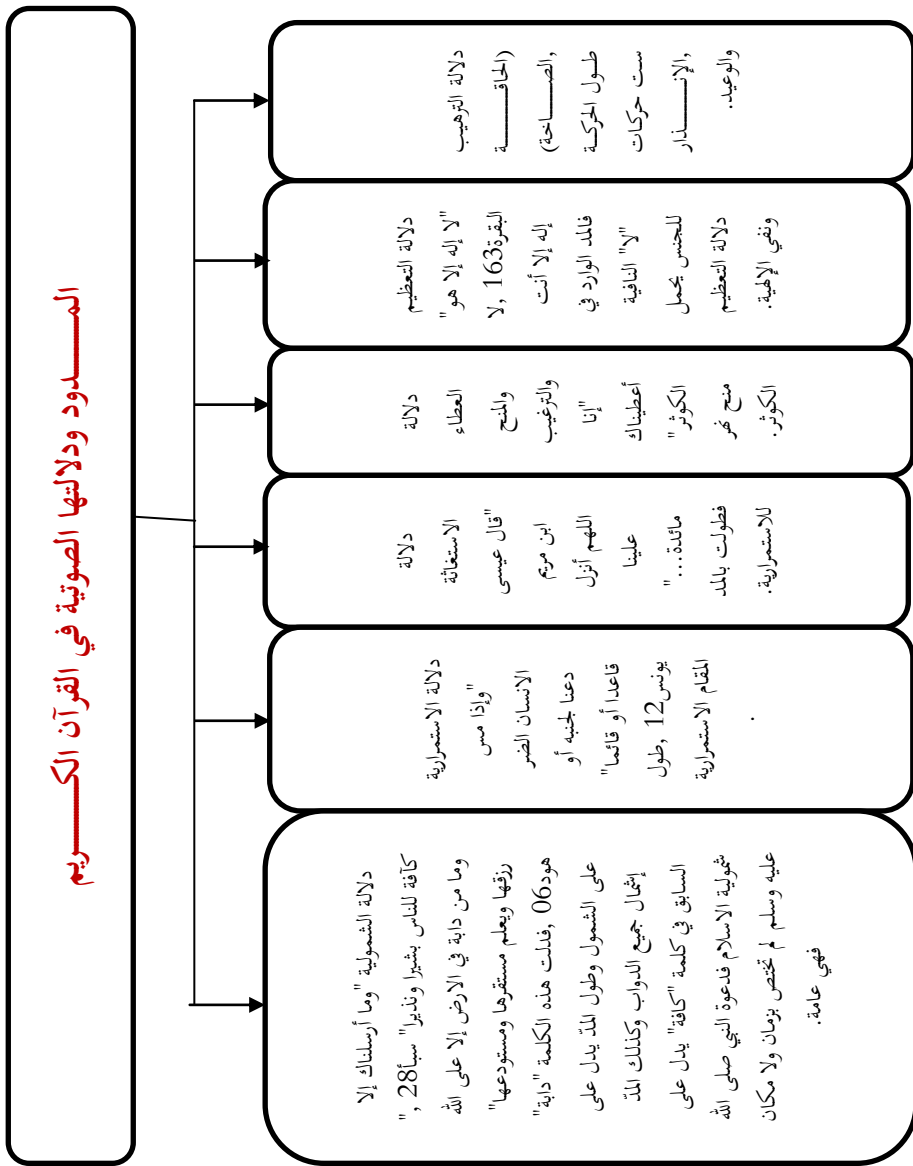 المـــــدود ودلالتها الصوتية في القرآن الكـــــريم
دلالة الترهيب
(الحاقـــــــة
,الصــــاخة)
طـول الحركـة
ست حركات
,الإنـــــــذار
والوعيد.
دلالة التعظيم
"لا إله إلا هو"
البقرة163 ,لا
إله إلا أنت
فالمد الوارد في
"لا" النافية
للجنس يحمل
دلالة التعظيم
ونفي الإلهية.
دلالة
العطاء
والمنح
والترغيب
"إنا
أعطيناك
الكوثر"
منح نهر
الكوثر.
دلالة
الاستغاثة
"قال عيسى
ابن مريم
اللهم أنزل
علينا
مائدة..."
فطولت بالمد
للاستمرارية.
دلالة الاستمرارية
"وإذا مس
الانسان الضر
دعنا لجنبه أو
قاعدا أو قائما"
يونس12 ,طول
المقام الاستمرارية
.
دلالة الشمولية "وما أرسلناك إلا
كآفة للناس بشيرا ونذيرا" سبأ28 ,"
وما من دابة في الارض إلا على الله
رزقها ويعلم مستقرها ومستودعها"
هود06 ,فدلت هذه الكلمة "دابة"
على الشمول وطول المدّ يدل على
إشمال جميع الدواب وكذلك المدّ
السابق في كلمة "كافة" يدل على
شمولية الاسلام فدعوة النبي صلى الله
عليه وسلم لم تختص بزمان ولا مكان
فهي عامة.